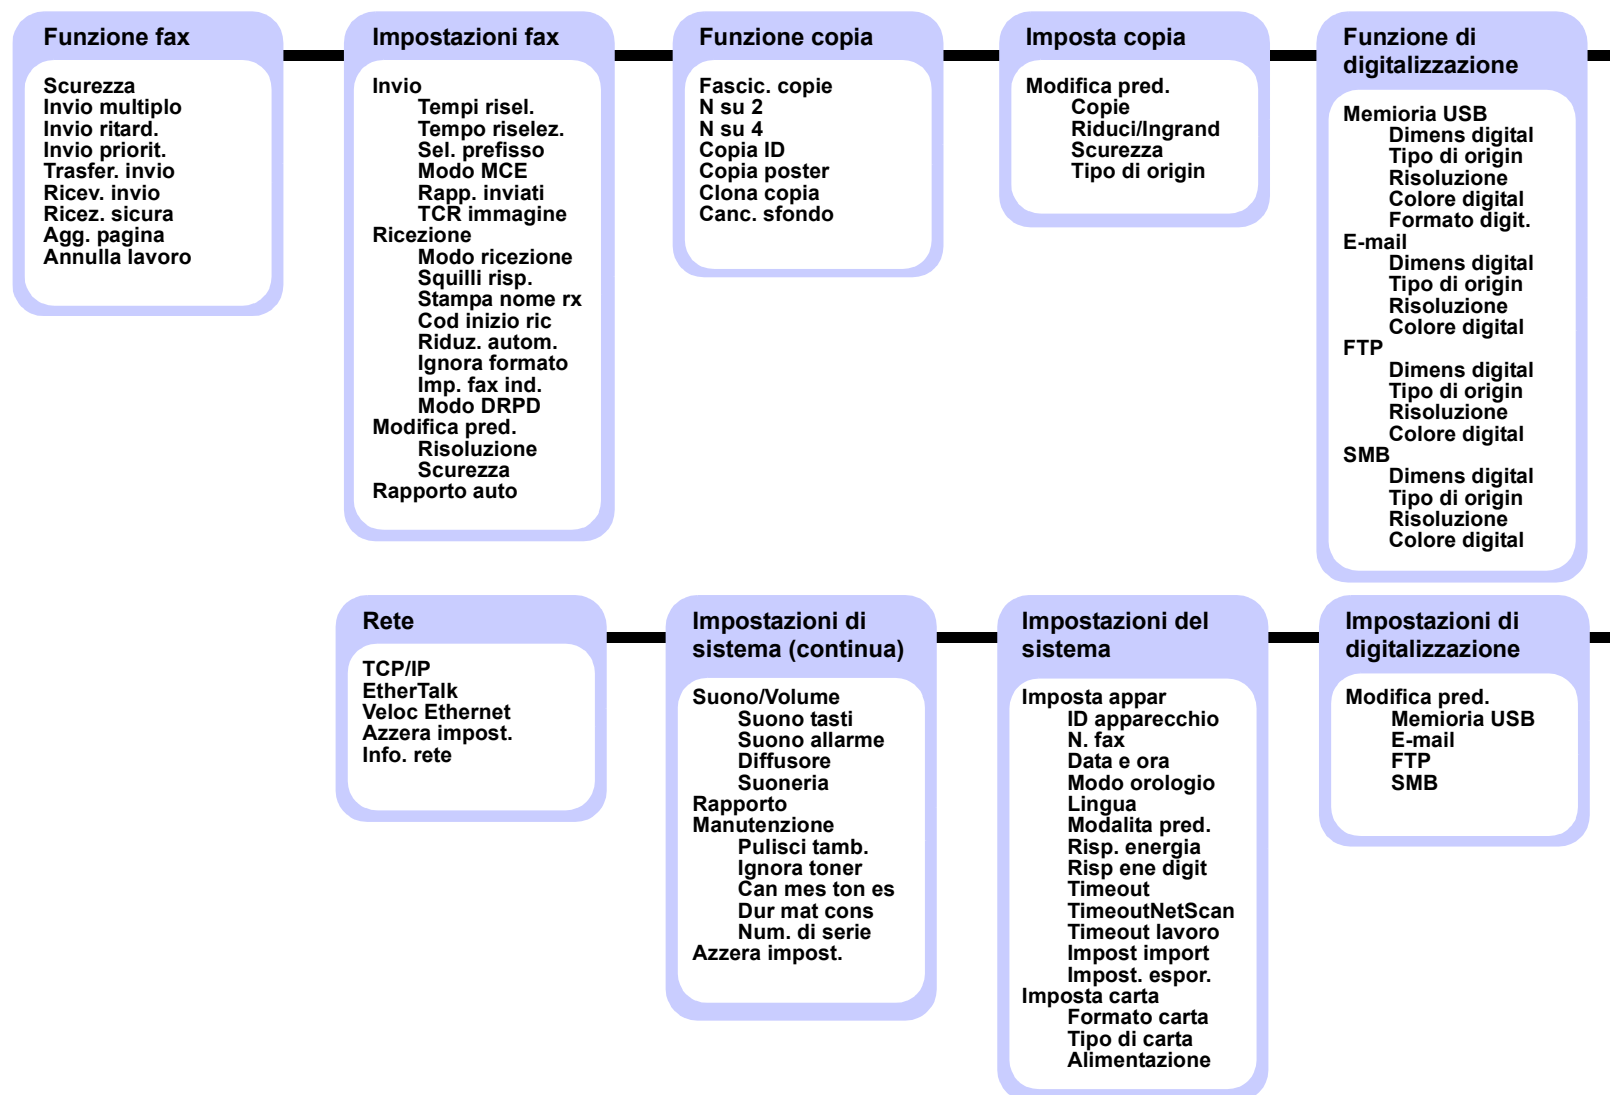 Funzione fax
Scurezza
Invio multiplo
Invio ritard.
Invio priorit.
Trasfer. invio
Ricev. invio
Ricez. sicura
Agg. pagina
Annulla lavoro
Impostazioni fax
Invio
Tempi risel.
Tempo riselez.
Sel. prefisso
Modo MCE
Rapp. inviati
TCR immagine
Ricezione
Modo ricezione
Squilli risp.
Stampa nome rx
Cod inizio ric
Riduz. autom.
Ignora formato
Imp. fax ind.
Modo DRPD
Modifica pred.
Risoluzione
Scurezza
Rapporto auto
Funzione copia
Fascic. copie
N su 2
N su 4
Copia ID
Copia poster
Clona copia
Canc. sfondo
Imposta copia
Modifica pred.
Copie
Riduci/Ingrand
Scurezza
Tipo di origin
Funzione di
digitalizzazione
Memioria USB
Dimens digital
Tipo di origin
Risoluzione
Colore digital
Formato digit.
E-mail
Dimens digital
Tipo di origin
Risoluzione
Colore digital
FTP
Dimens digital
Tipo di origin
Risoluzione
Colore digital
SMB
Dimens digital
Tipo di origin
Risoluzione
Colore digital
Rete
TCP/IP
EtherTalk
Veloc Ethernet
Azzera impost.
Info. rete
Impostazioni di
sistema (continua)
Suono/Volume
Suono tasti
Suono allarme
Diffusore
Suoneria
Rapporto
Manutenzione
Pulisci tamb.
Ignora toner
Can mes ton es
Dur mat cons
Num. di serie
Azzera impost.
Impostazioni del
sistema
Imposta appar
ID apparecchio
N. fax
Data e ora
Modo orologio
Lingua
Modalita pred.
Risp. energia
Risp ene digit
Timeout
TimeoutNetScan
Timeout lavoro
Impost import
Impost. espor.
Imposta carta
Formato carta
Tipo di carta
Alimentazione
Impostazioni di
digitalizzazione
Modifica pred.
Memioria USB
E-mail
FTP
SMB